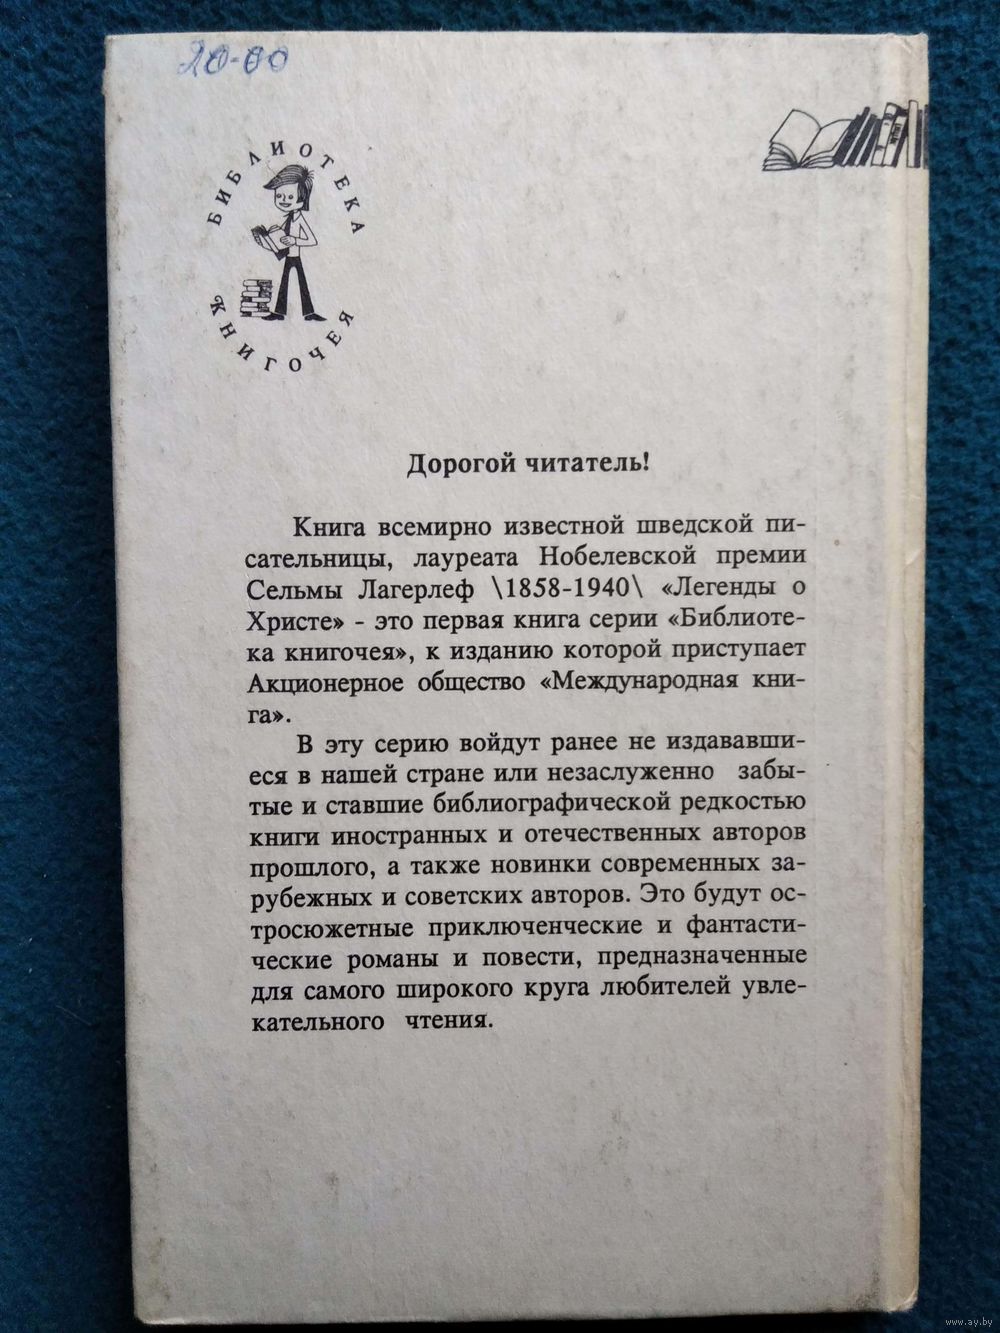 20-00
БИБЛИОТЕКА
КНИГОЧЕЯ
Дорогой читатель!
Книга всемирно известной шведской пи-
сательницы, лауреата Нобелевской премии
Сельмы Лагерлеф \1858-1940\ «Легенды о
Христе» - это первая книга серии «Библиоте-
ка книгочея», к изданию которой приступает
Акционерное общество «Международная кни-
га».
В эту серию войдут ранее не издававши-
еся в нашей стране или незаслуженно забы-
тые и ставшие библиографической редкостью
книги иностранных и отечественных авторов
прошлого, а также новинки современных за-
рубежных и советских авторов. Это будут ос-
тросюжетные приключенческие и фантасти-
ческие романы и повести, предназначенные
для самого широкого круга любителей увле-
кательного чтения.
www.ay.by